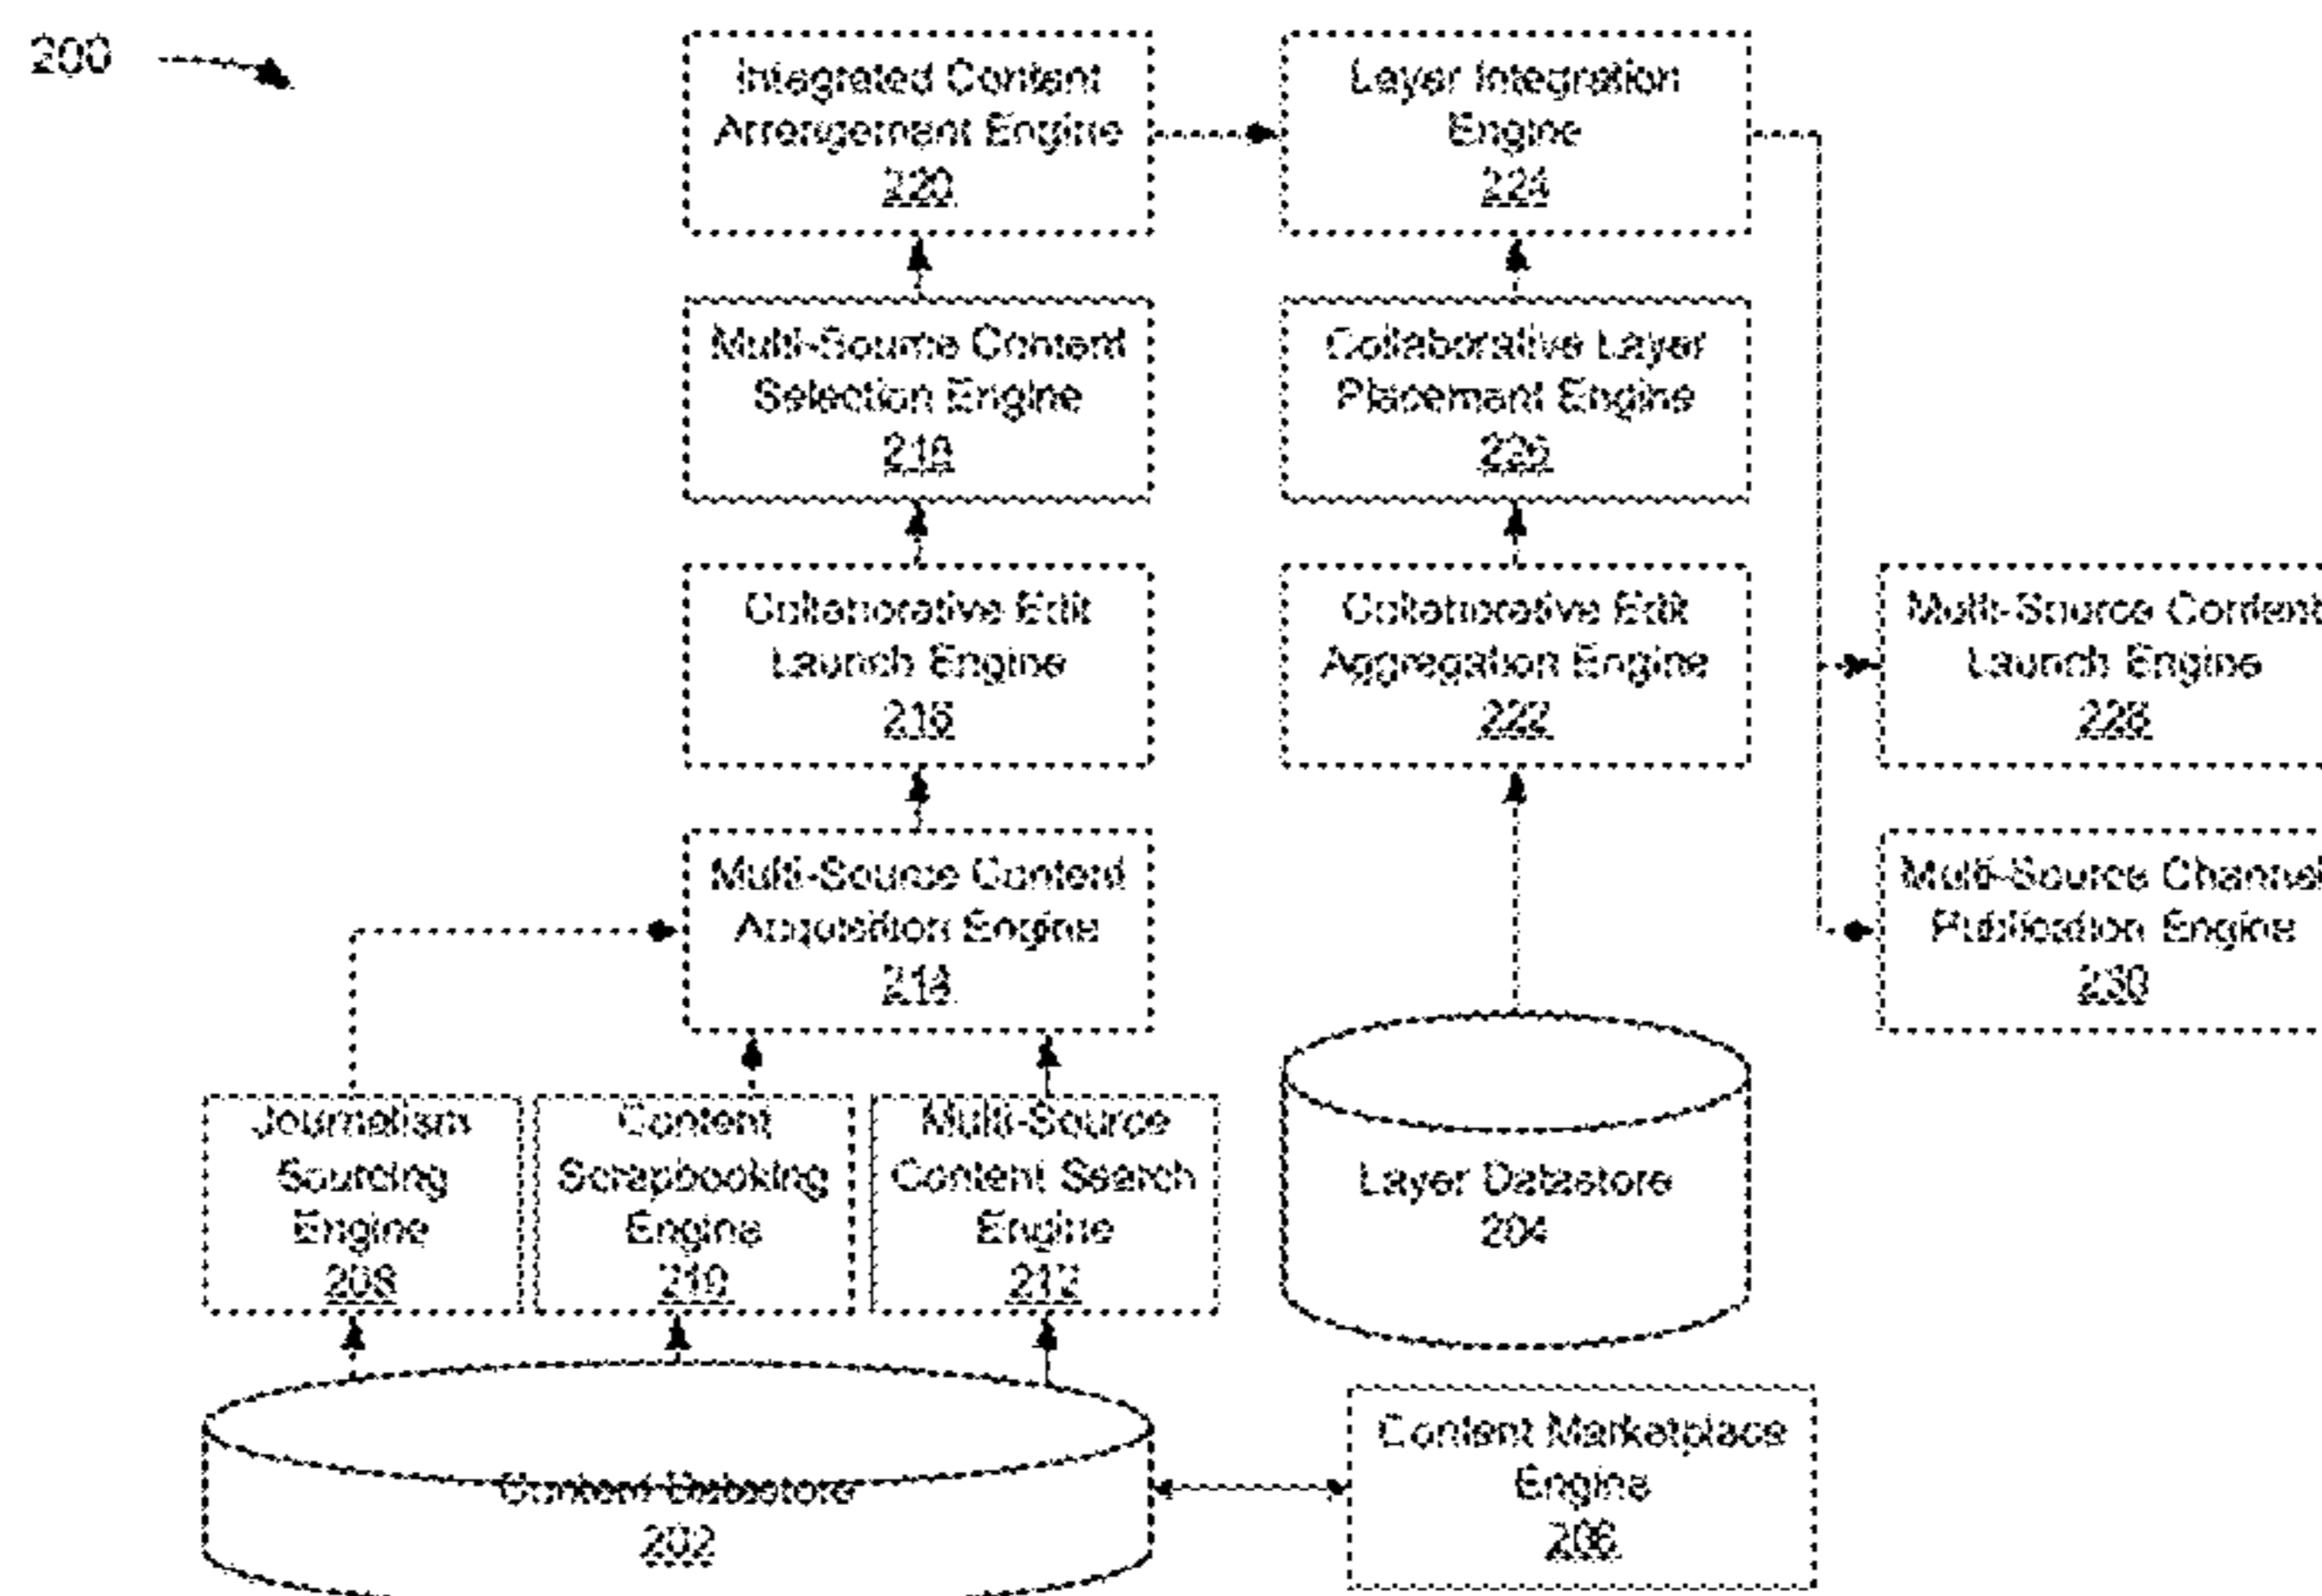 200
Integrated Content
Arrangement Engine
220
Layer Integration
Engine
224
Multi-Source Content
Selection Engine
218
Collaborative Layer
Placement Engine
226
Collaborative Edit
Launch Engine
216
Collaborative Edit
Aggregation Engine
222
Multi-Source Content
Launch Engine
228
Multi-Source Content
Acquisition Engine
214
Multi-Source Channel
Publication Engine
230
Journalism
Sourcing
Engine
208
Content
Scrapbooking
Engine
210
Multi-Source
Content Search
Engine
212
Layer Datastore
204
Content Datastore
202
Content Marketplace
Engine
206